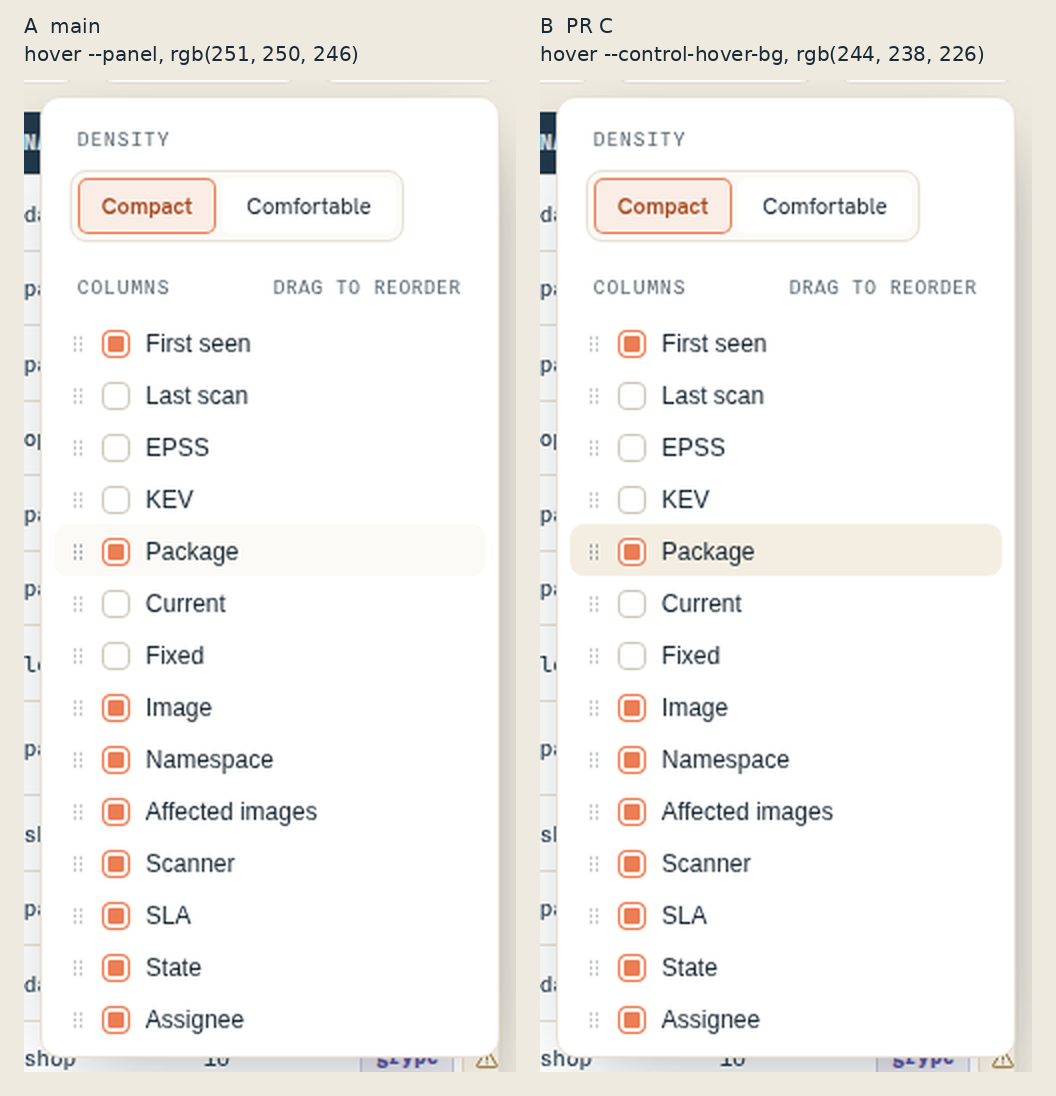 A  main
hover --panel, rgb(251, 250, 246)
DENSITY
Compact Comfortable
COLUMNS DRAG TO REORDER
First seen
Last scan
EPSS
KEV
Package
Current
Fixed
Image
Namespace
Affected images
Scanner
SLA
State
Assignee
shop
B  PR C
hover --control-hover-bg, rgb(244, 238, 226)
DENSITY
Compact Comfortable
COLUMNS DRAG TO REORDER
First seen
Last scan
EPSS
KEV
Package
Current
Fixed
Image
Namespace
Affected images
Scanner
SLA
State
Assignee
shop